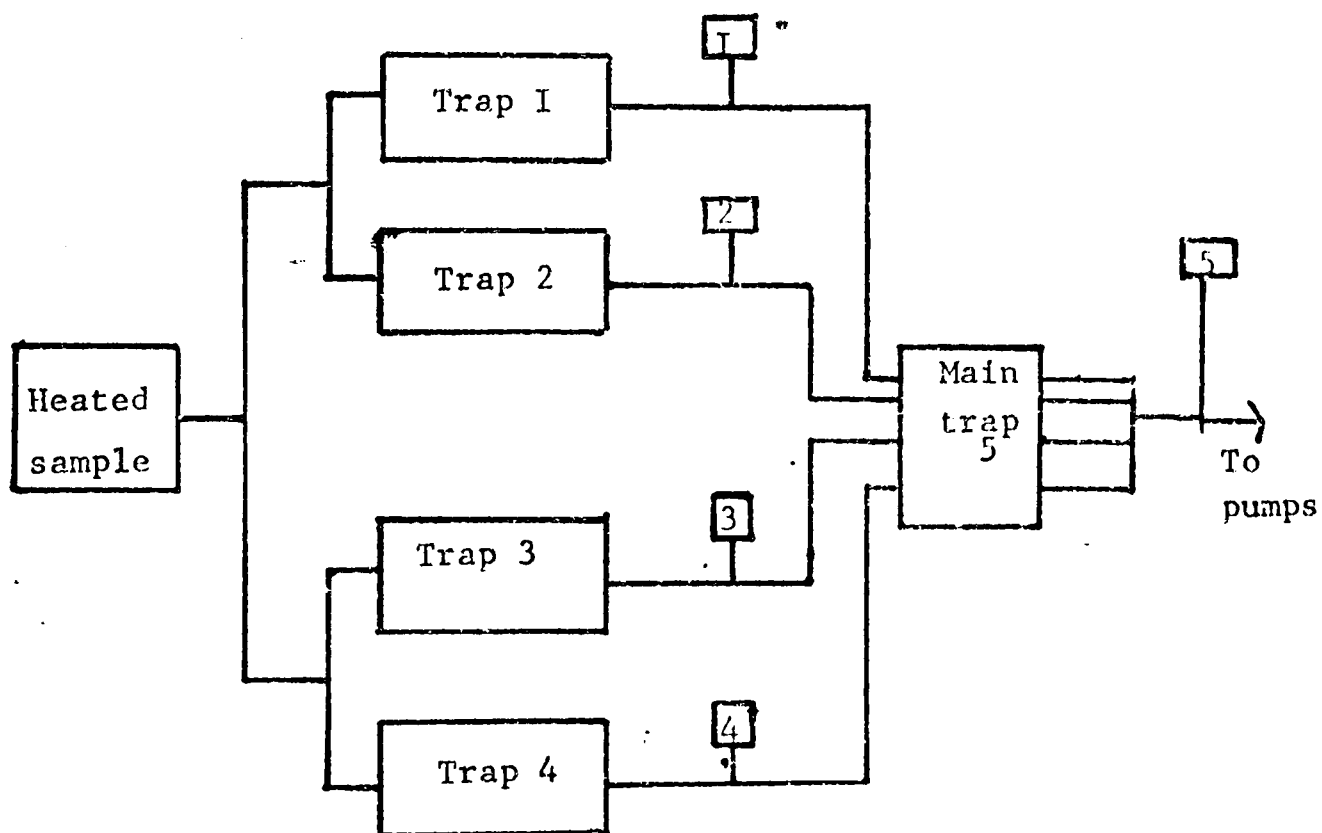 I
Trap I
2
Trap 2
5
Heated
sample
Main
trap
5
To
pumps
3
Trap 3
4
Trap 4